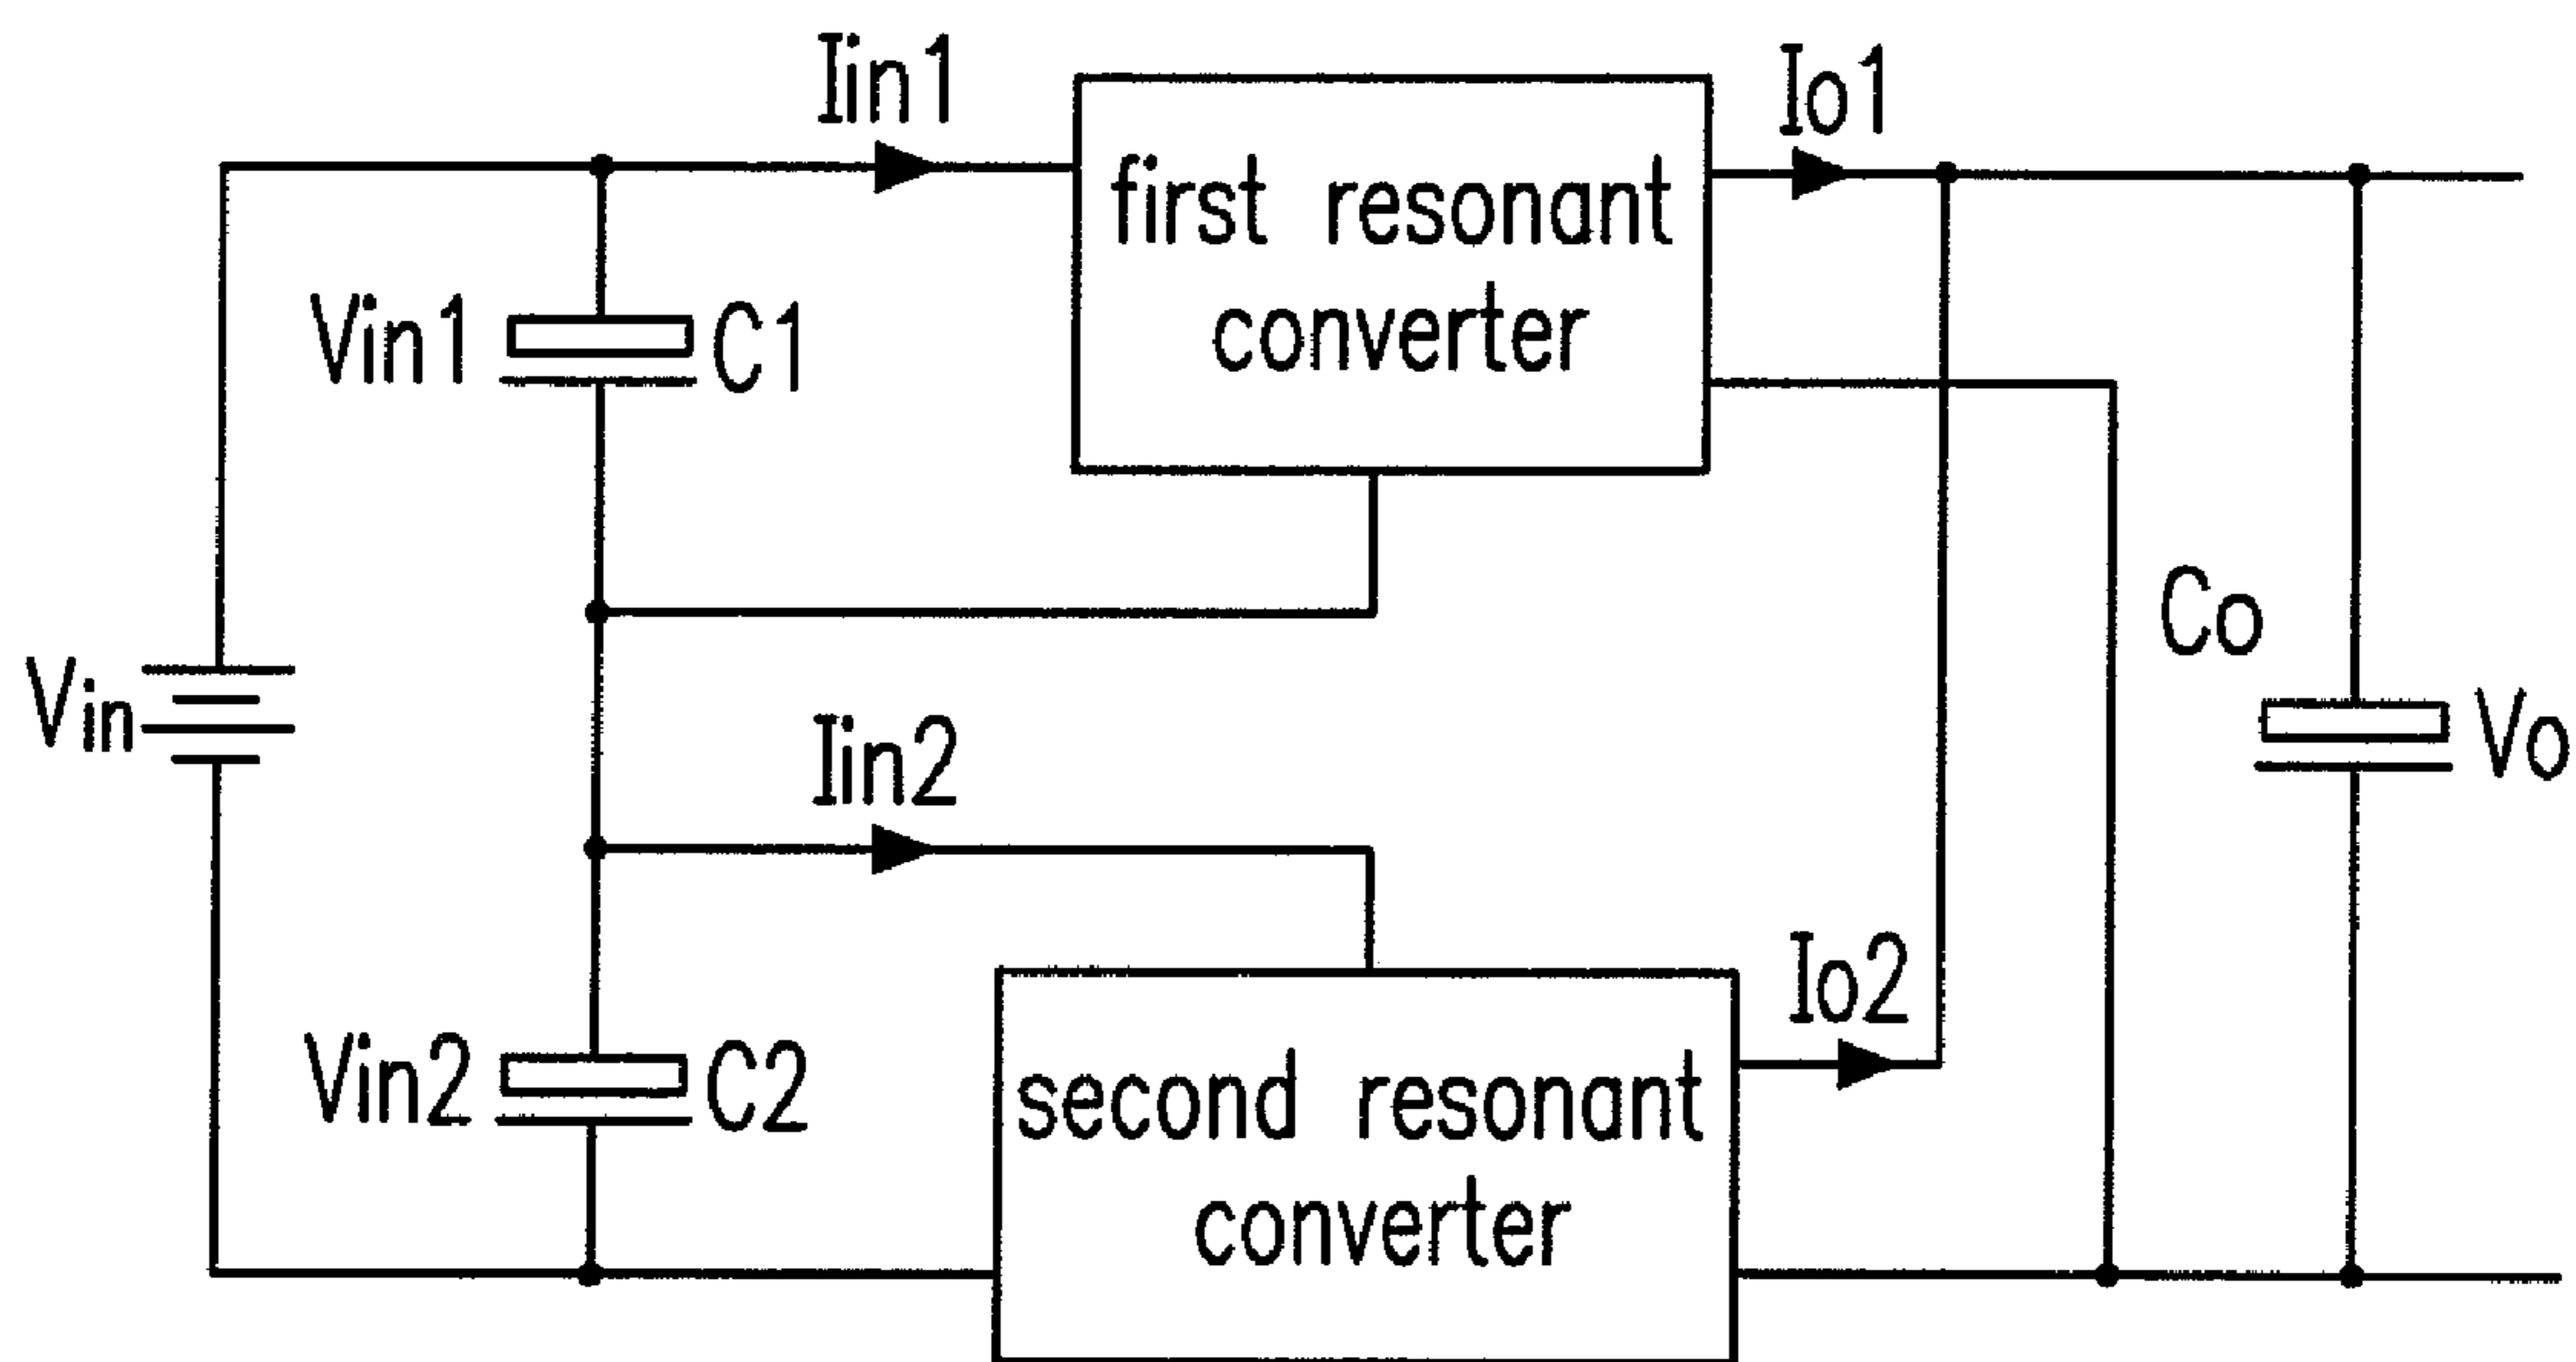 Iin1
Io1
first resonant
converter
Vin1
C1
Co
Vin
Vo
Iin2
Io2
Vin2
C2
second resonant
converter